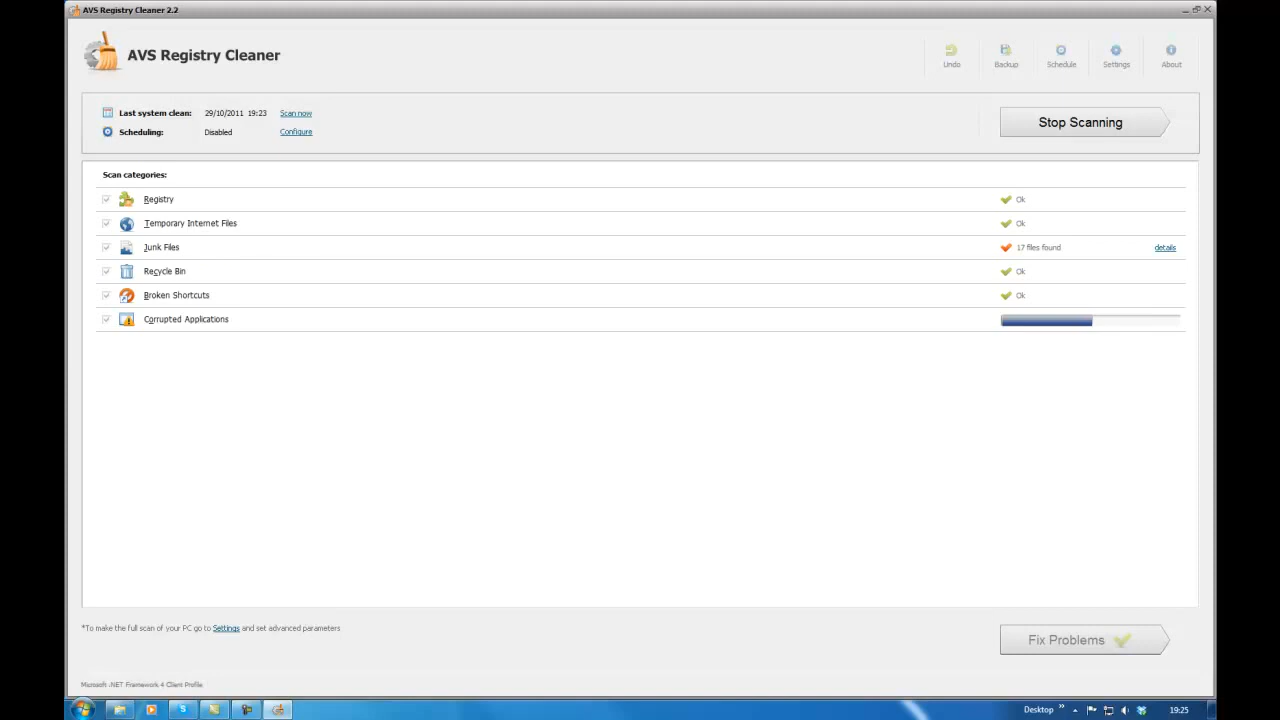 AVS Registry Cleaner 2.2
AVS Registry Cleaner
Undo Backup Schedule Settings About
Last system clean: 29/10/2011 19:23 Scan now
Scheduling: Disabled Configure
Stop Scanning
Scan categories:
Registry Ok
Temporary Internet Files Ok
Junk Files 17 files found details
Recycle Bin Ok
Broken Shortcuts Ok
Corrupted Applications
*To make the full scan of your PC go to Settings and set advanced parameters
Fix Problems
Microsoft .NET Framework 4 Client Profile
Desktop » 19:25